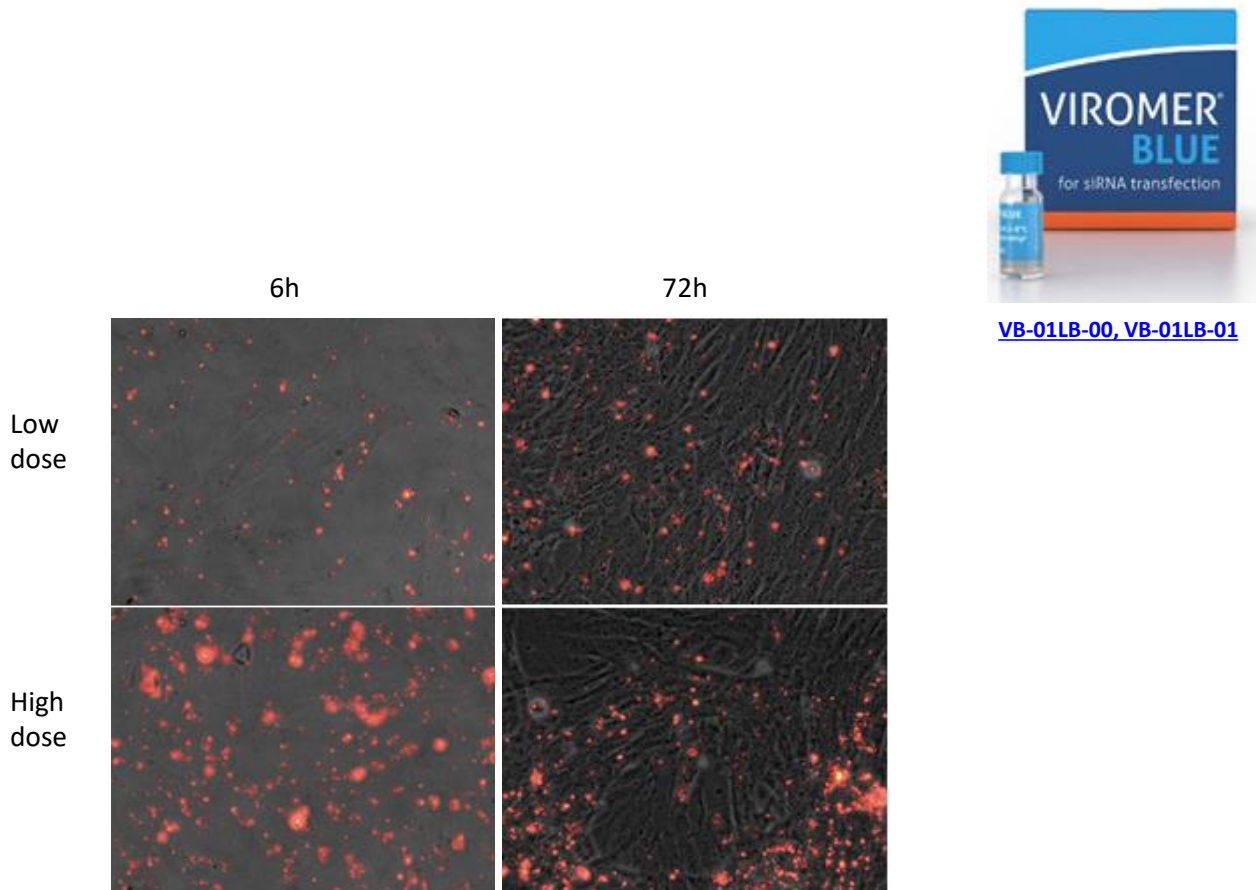 VIROMER®
BLUE
for siRNA transfection
6h
72h
VB-01LB-00, VB-01LB-01
Low
dose
High
dose